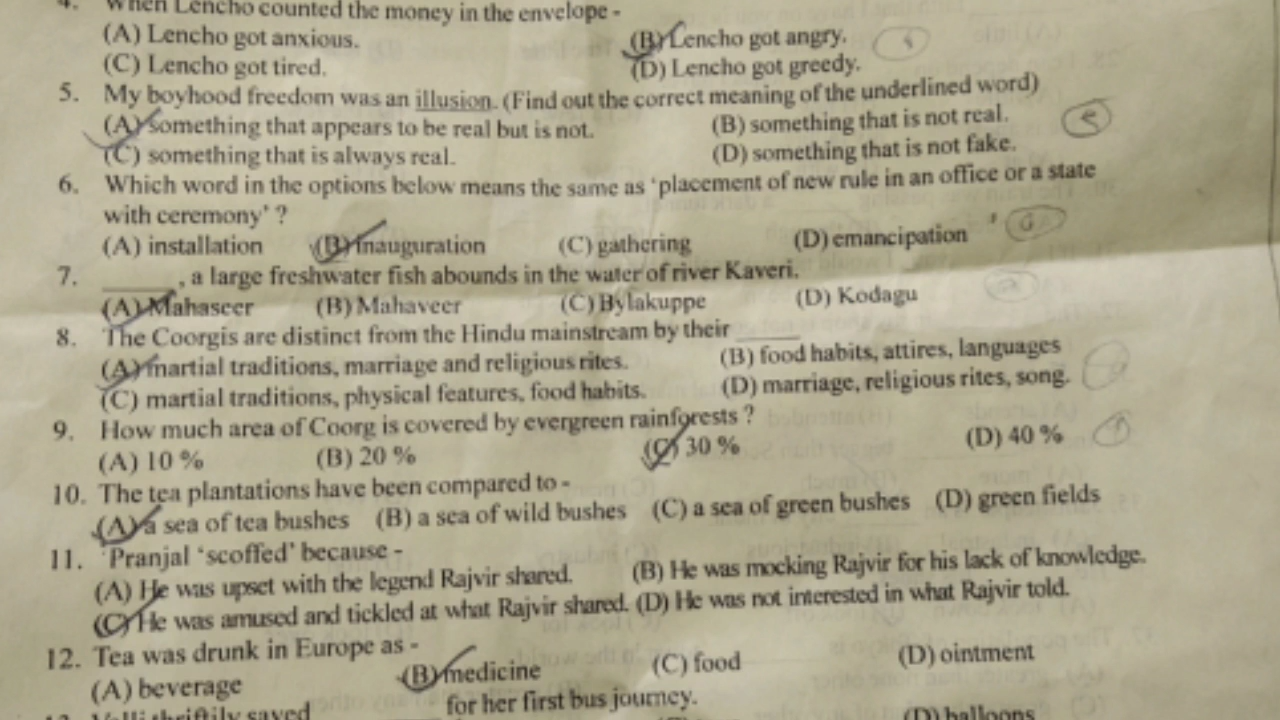 4. When Lencho counted the money in the envelope -
(A) Lencho got anxious. (B) Lencho got angry.
(C) Lencho got tired. (D) Lencho got greedy.
5. My boyhood freedom was an illusion. (Find out the correct meaning of the underlined word)
(A) something that appears to be real but is not. (B) something that is not real.
(C) something that is always real. (D) something that is not fake.
6. Which word in the options below means the same as 'placement of new rule in an office or a state
with ceremony' ?
(A) installation (B) inauguration (C) gathering (D) emancipation
7. ______, a large freshwater fish abounds in the water of river Kaveri.
(A) Mahaseer (B) Mahaveer (C) Bylakuppe (D) Kodagu
8. The Coorgis are distinct from the Hindu mainstream by their ______
(A) martial traditions, marriage and religious rites. (B) food habits, attires, languages
(C) martial traditions, physical features, food habits. (D) marriage, religious rites, song.
9. How much area of Coorg is covered by evergreen rainforests ?
(A) 10 % (B) 20 % (C) 30 % (D) 40 %
10. The tea plantations have been compared to -
(A) a sea of tea bushes (B) a sea of wild bushes (C) a sea of green bushes (D) green fields
11. Pranjal 'scoffed' because -
(A) He was upset with the legend Rajvir shared. (B) He was mocking Rajvir for his lack of knowledge.
(C) He was amused and tickled at what Rajvir shared. (D) He was not interested in what Rajvir told.
12. Tea was drunk in Europe as -
(A) beverage (B) medicine (C) food (D) ointment
Valli thriftily saved ______ for her first bus journey.
(D) balloons